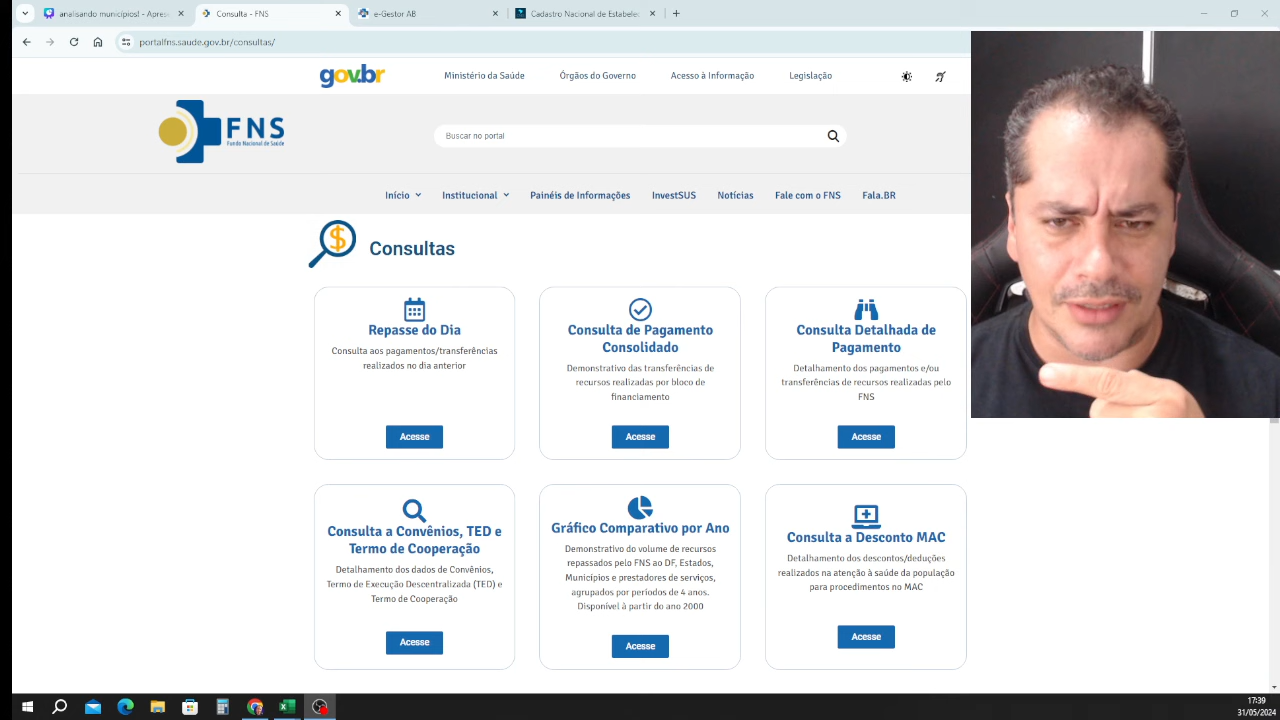 analisando municípios! - Apres
Consulta - FNS
e-Gestor AB
Cadastro Nacional de Estabelec
portalfns.saude.gov.br/consultas/
gov.br
Ministério da Saúde
Órgãos do Governo
Acesso à Informação
Legislação
FNS
Fundo Nacional de Saúde
Buscar no portal
Início
Institucional
Painéis de Informações
InvestSUS
Notícias
Fale com o FNS
Fala.BR
Consultas
Repasse do Dia
Consulta aos pagamentos/transferências
realizados no dia anterior
Acesse
Consulta de Pagamento
Consolidado
Demonstrativo das transferências de
recursos realizadas por bloco de
financiamento
Acesse
Consulta Detalhada de
Pagamento
Detalhamento dos pagamentos e/ou
transferências de recursos realizadas pelo
FNS
Acesse
Consulta a Convênios, TED e
Termo de Cooperação
Detalhamento dos dados de Convênios,
Termo de Execução Descentralizada (TED) e
Termo de Cooperação
Acesse
Gráfico Comparativo por Ano
Demonstrativo do volume de recursos
repassados pelo FNS ao DF, Estados,
Municípios e prestadores de serviços,
agrupados por períodos de 4 anos.
Disponível à partir do ano 2000
Acesse
Consulta a Desconto MAC
Detalhamento dos descontos/deduções
realizados na atenção à saúde da população
para procedimentos no MAC
Acesse
17:39
31/05/2024